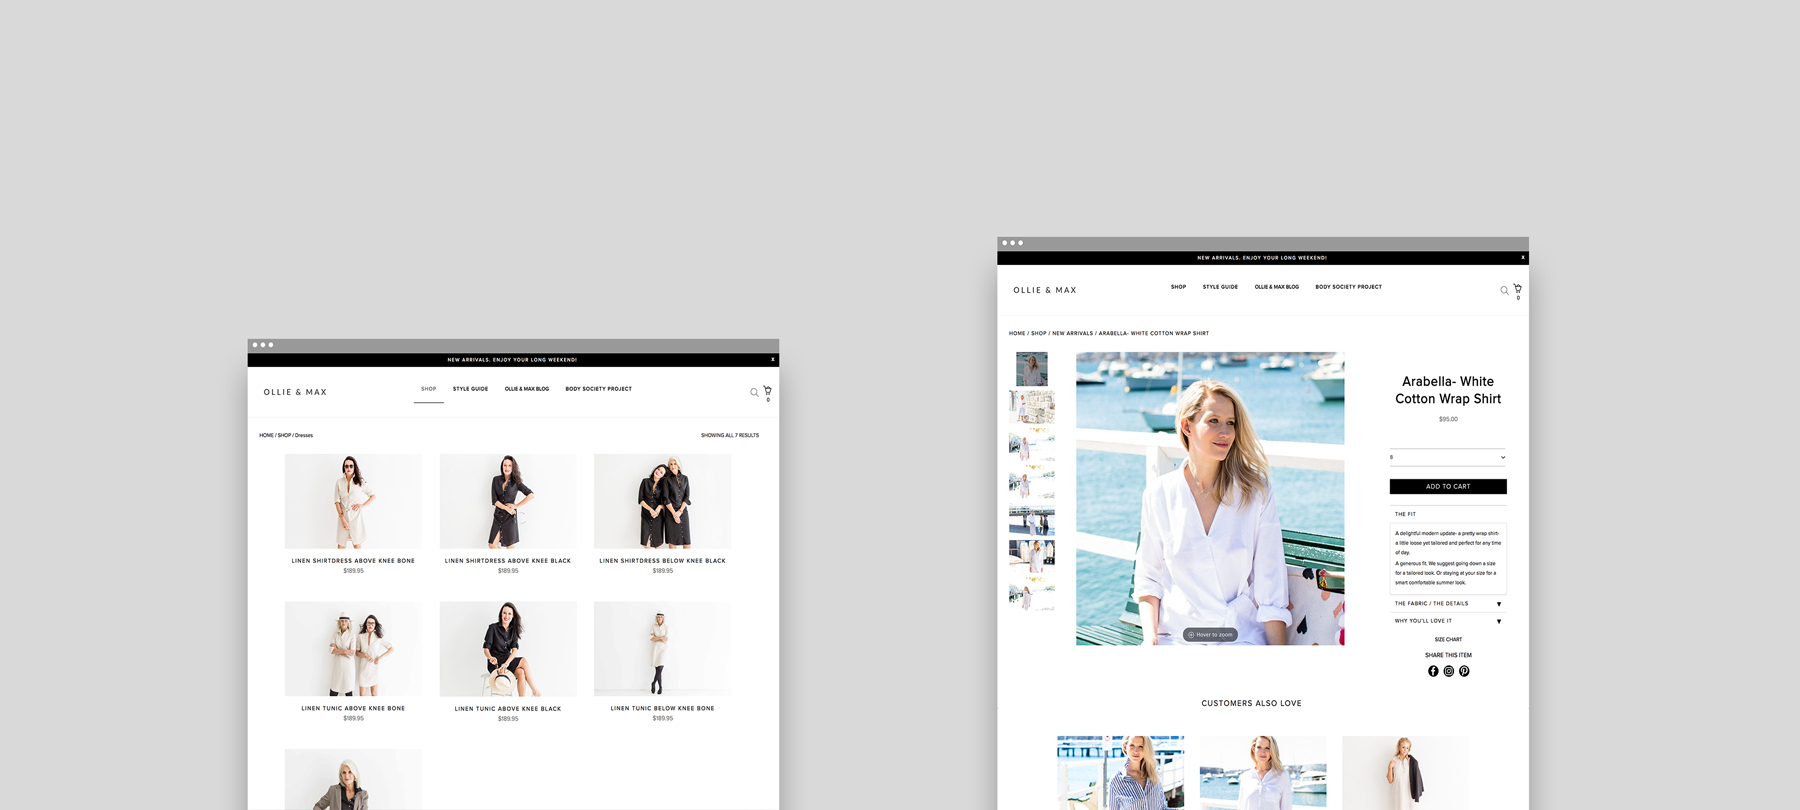 NEW ARRIVALS. ENJOY YOUR LONG WEEKEND!
X
OLLIE & MAX
SHOP
STYLE GUIDE
OLLIE & MAX BLOG
BODY SOCIETY PROJECT
0
HOME / SHOP / Dresses
SHOWING ALL 7 RESULTS
LINEN SHIRTDRESS ABOVE KNEE BONE
$189.95
LINEN SHIRTDRESS ABOVE KNEE BLACK
$189.95
LINEN SHIRTDRESS BELOW KNEE BLACK
$189.95
LINEN TUNIC ABOVE KNEE BONE
$189.95
LINEN TUNIC ABOVE KNEE BLACK
$189.95
LINEN TUNIC BELOW KNEE BONE
$189.95
NEW ARRIVALS. ENJOY YOUR LONG WEEKEND!
X
OLLIE & MAX
SHOP
STYLE GUIDE
OLLIE & MAX BLOG
BODY SOCIETY PROJECT
0
HOME / SHOP / NEW ARRIVALS / ARABELLA- WHITE COTTON WRAP SHIRT
Hover to zoom
Arabella- White
Cotton Wrap Shirt
$95.00
8
ADD TO CART
THE FIT
A delightful modern update- a pretty wrap shirt-
a little loose yet tailored and perfect for any time
of day.
A generous fit. We suggest going down a size
for a tailored look. Or staying at your size for a
smart comfortable summer look.
THE FABRIC / THE DETAILS
WHY YOU'LL LOVE IT
SIZE CHART
SHARE THIS ITEM
CUSTOMERS ALSO LOVE